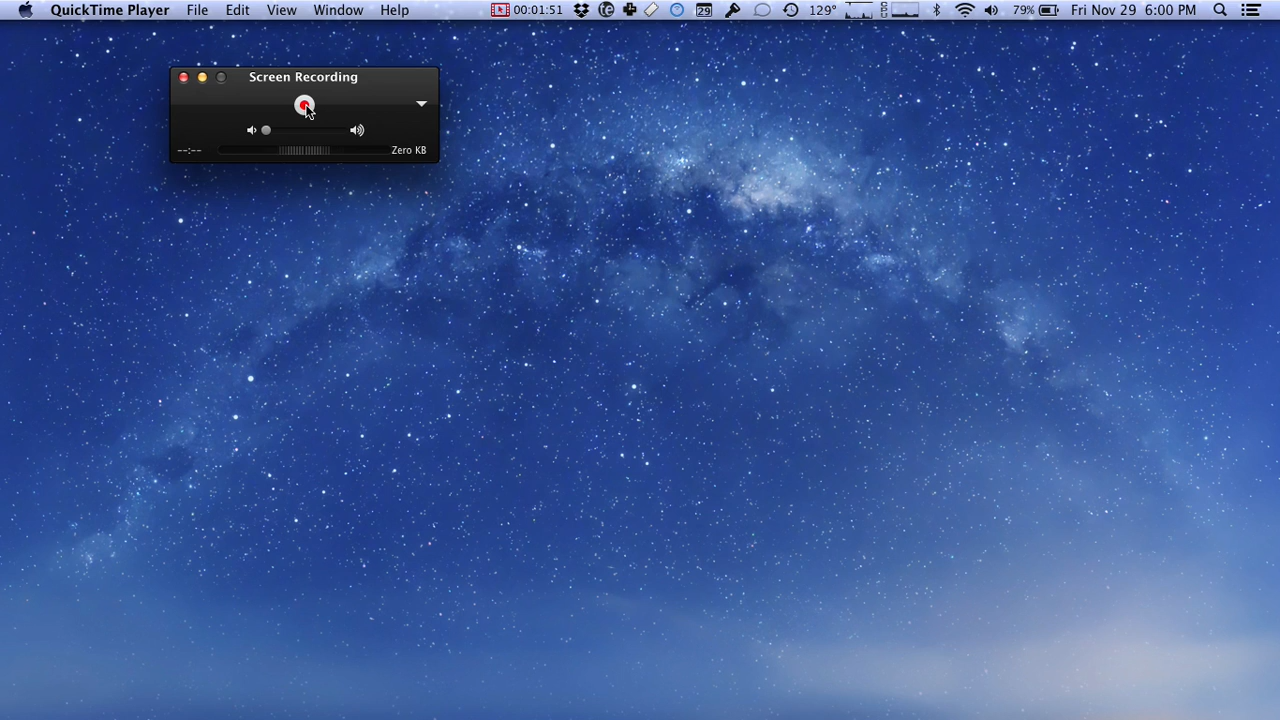 QuickTime Player File Edit View Window Help 00:01:51 29 129° 79% Fri Nov 29 6:00 PM
Screen Recording
--:-- Zero KB